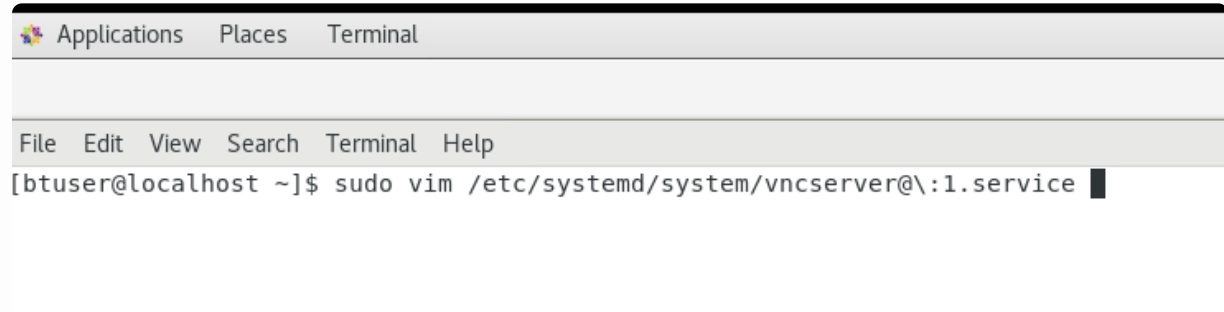 Applications Places Terminal
File Edit View Search Terminal Help
[btuser@localhost ~]$ sudo vim /etc/systemd/system/vncserver@\:1.service